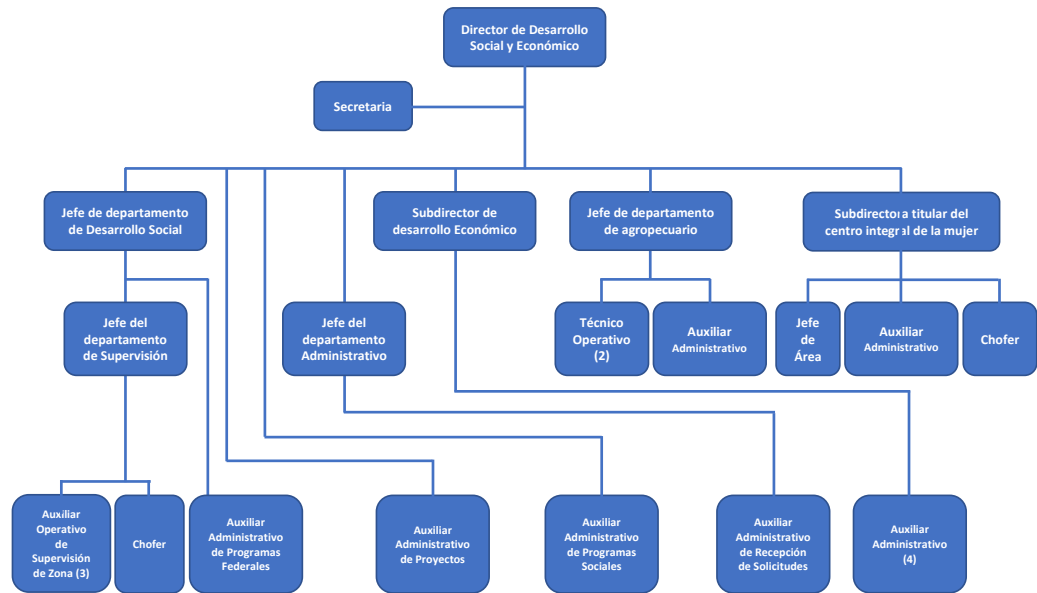 Director de Desarrollo
Social y Económico
Secretaria
Jefe de departamento
de Desarrollo Social
Subdirector de
desarrollo Económico
Jefe de departamento
de agropecuario
Subdirectora titular del
centro integral de la mujer
Jefe del
departamento
de Supervisión
Jefe del
departamento
Administrativo
Técnico
Operativo
(2)
Auxiliar
Administrativo
Jefe
de
Área
Auxiliar
Administrativo
Chofer
Auxiliar
Operativo
de
Supervisión
de Zona (3)
Chofer
Auxiliar
Administrativo
de Programas
Federales
Auxiliar
Administrativo
de Proyectos
Auxiliar
Administrativo
de Programas
Sociales
Auxiliar
Administrativo
de Recepción
de Solicitudes
Auxiliar
Administrativo
(4)